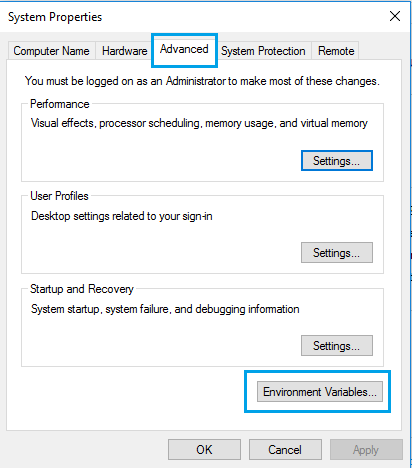 System Properties
Computer Name Hardware Advanced System Protection Remote
You must be logged on as an Administrator to make most of these changes.
Performance
Visual effects, processor scheduling, memory usage, and virtual memory
Settings...
User Profiles
Desktop settings related to your sign-in
Settings...
Startup and Recovery
System startup, system failure, and debugging information
Settings...
Environment Variables...
OK Cancel Apply